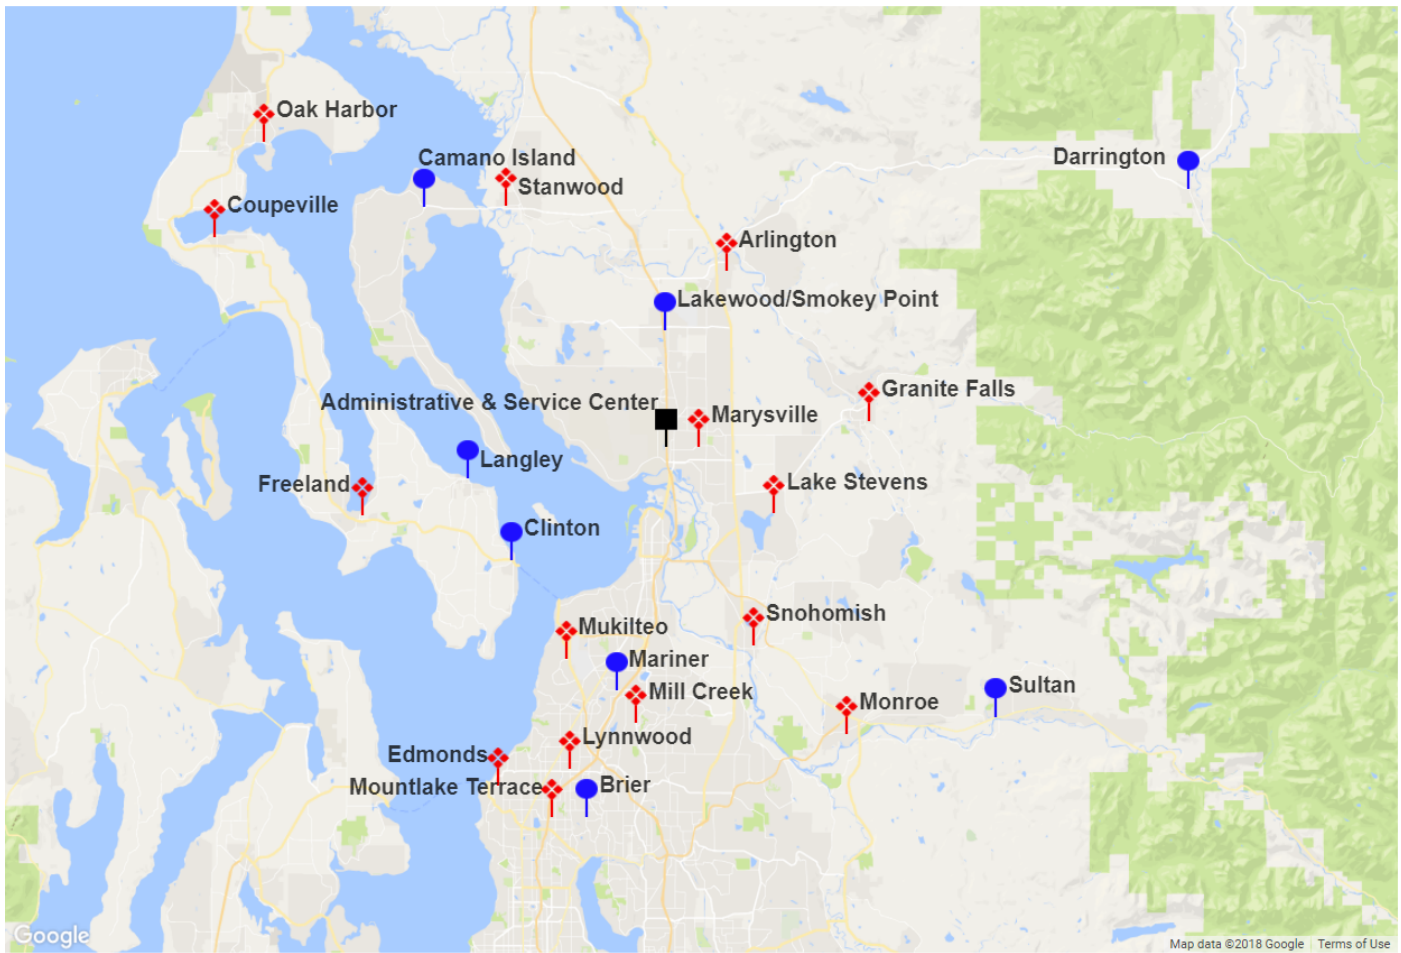 Oak Harbor
Camano Island
Darrington
Stanwood
Coupeville
Arlington
Lakewood/Smokey Point
Granite Falls
Administrative & Service Center
Marysville
Langley
Freeland
Lake Stevens
Clinton
Snohomish
Mukilteo
Mariner
Sultan
Mill Creek
Monroe
Lynnwood
Edmonds
Mountlake Terrace
Brier
Google
Map data ©2018 Google
Terms of Use